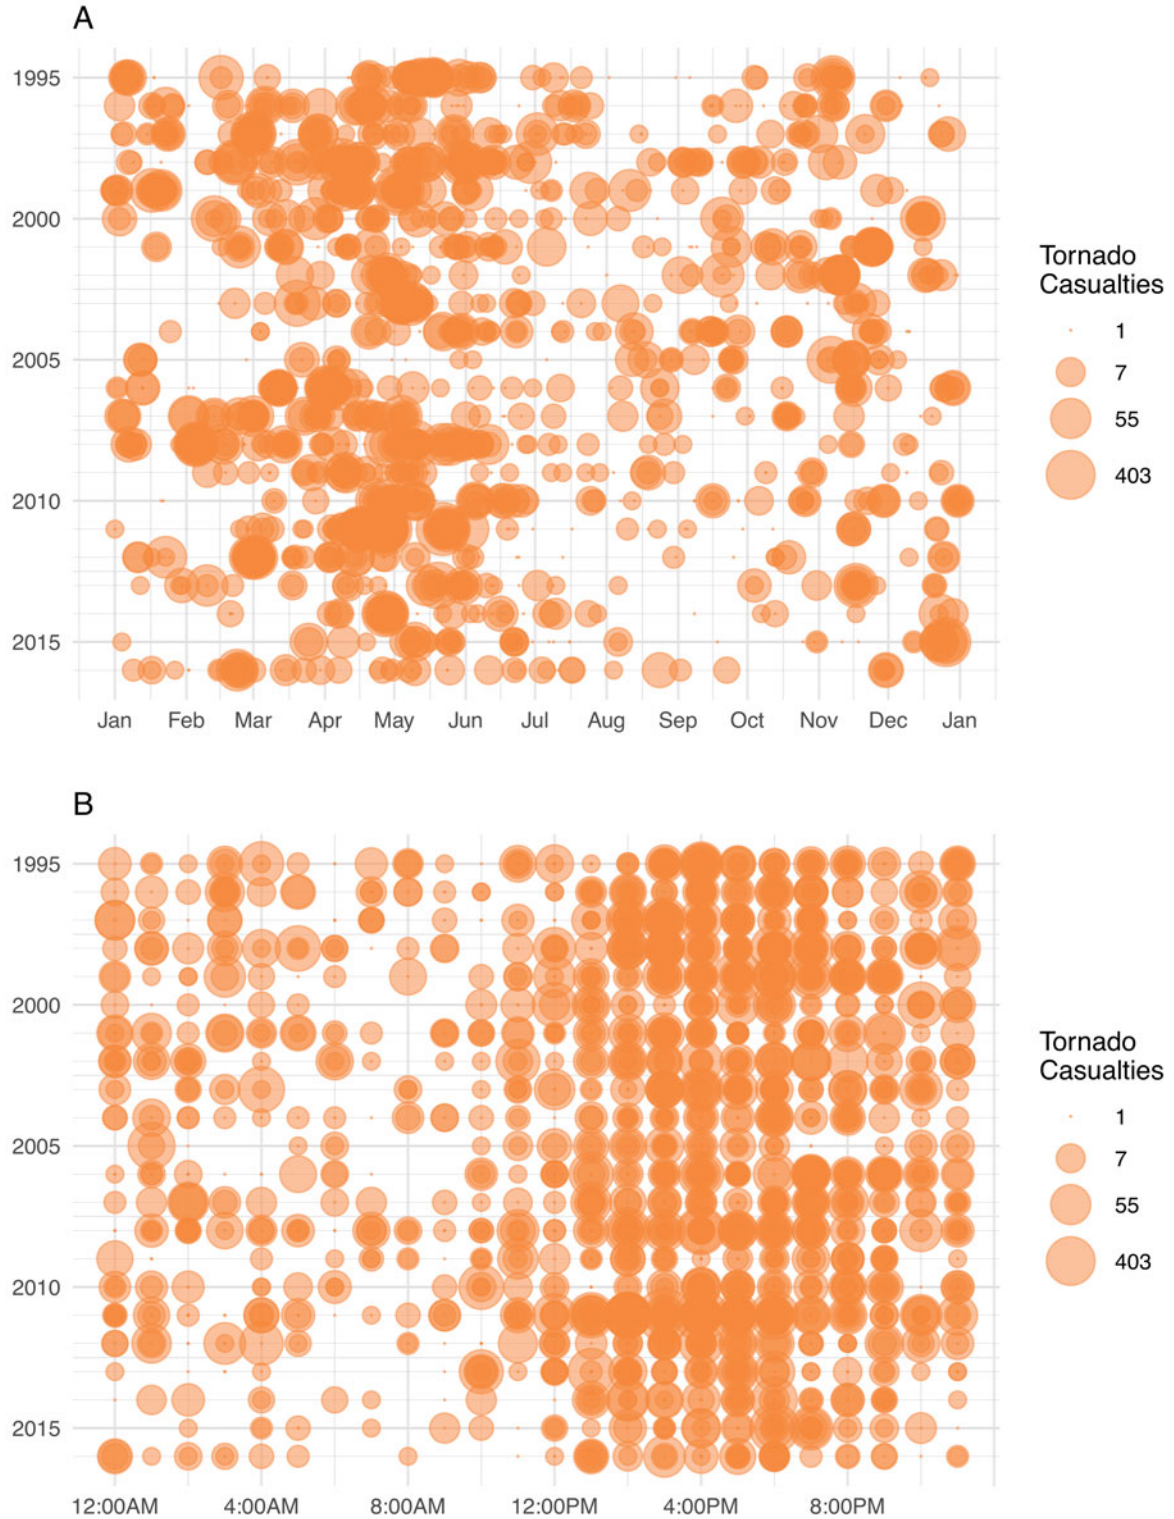 A
1995
2000
2005
2010
2015
Jan Feb Mar Apr May Jun Jul Aug Sep Oct Nov Dec Jan
Tornado
Casualties
1
7
55
403
B
1995
2000
2005
2010
2015
12:00AM 4:00AM 8:00AM 12:00PM 4:00PM 8:00PM
Tornado
Casualties
1
7
55
403